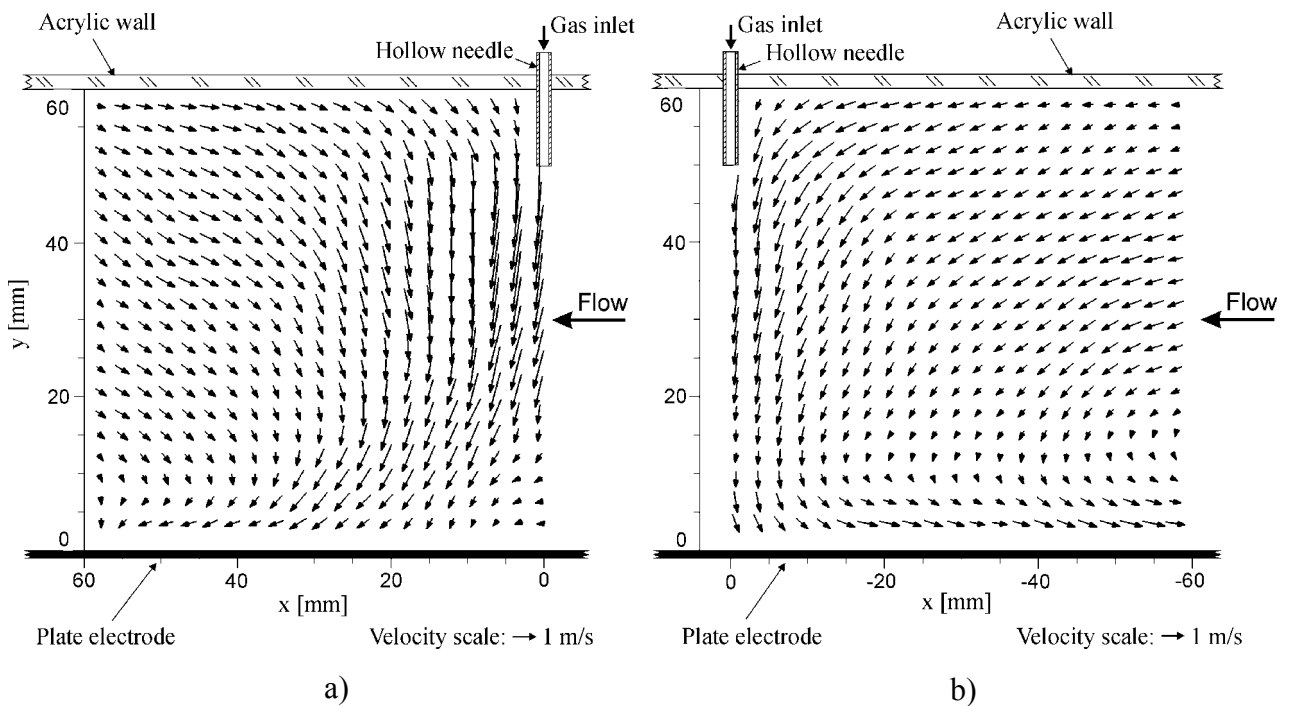 Acrylic wall
Gas inlet
Hollow needle
60
40
20
0
y [mm]
Flow
60
40
20
0
x [mm]
Plate electrode
Velocity scale: → 1 m/s
a)
Gas inlet
Acrylic wall
Hollow needle
60
40
20
0
Flow
0
-20
-40
-60
x [mm]
Plate electrode
Velocity scale: → 1 m/s
b)